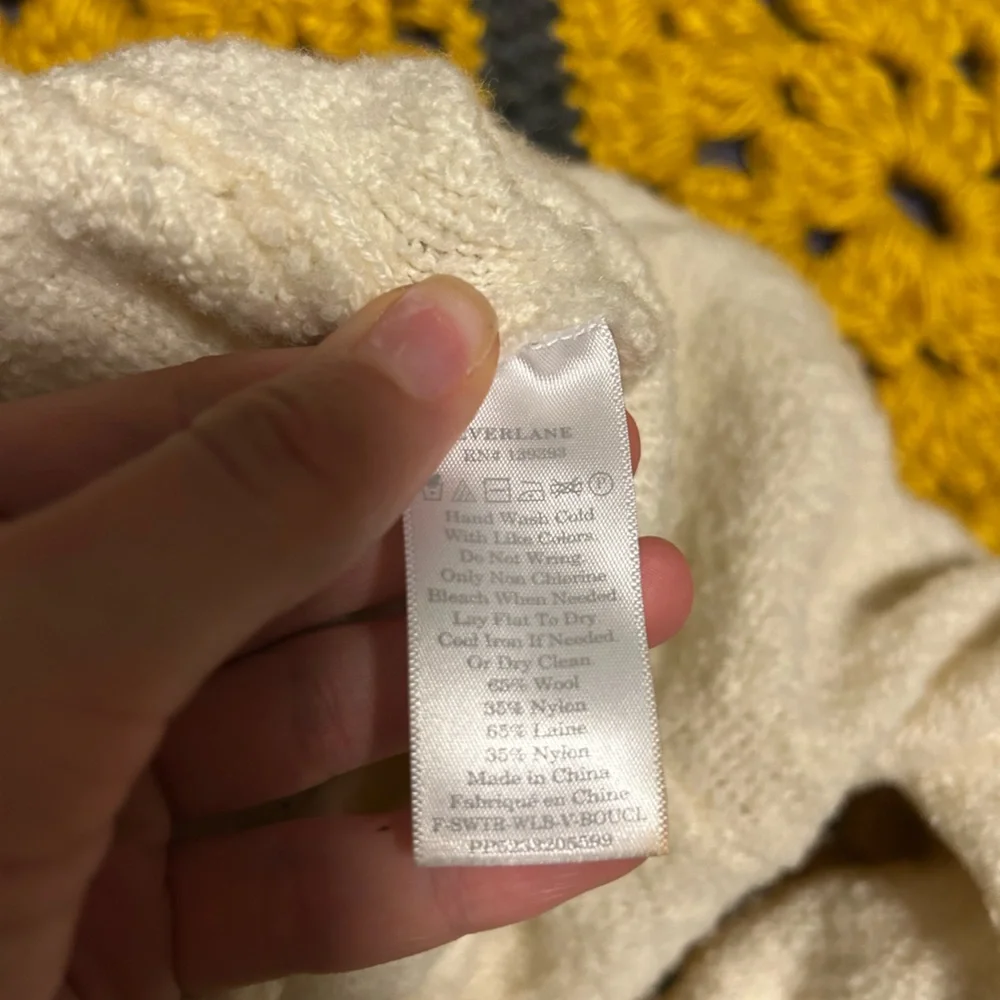 EVERLANE
RN# 139393
Hand Wash Cold
With Like Colors.
Do Not Wring.
Only Non Chlorine
Bleach When Needed.
Lay Flat To Dry
Cool Iron If Needed.
Or Dry Clean.
65% Wool
35% Nylon
65% Laine
35% Nylon
Made in China
Fabriqué en Chine
F-SWTR-WLB-V-BOUCL